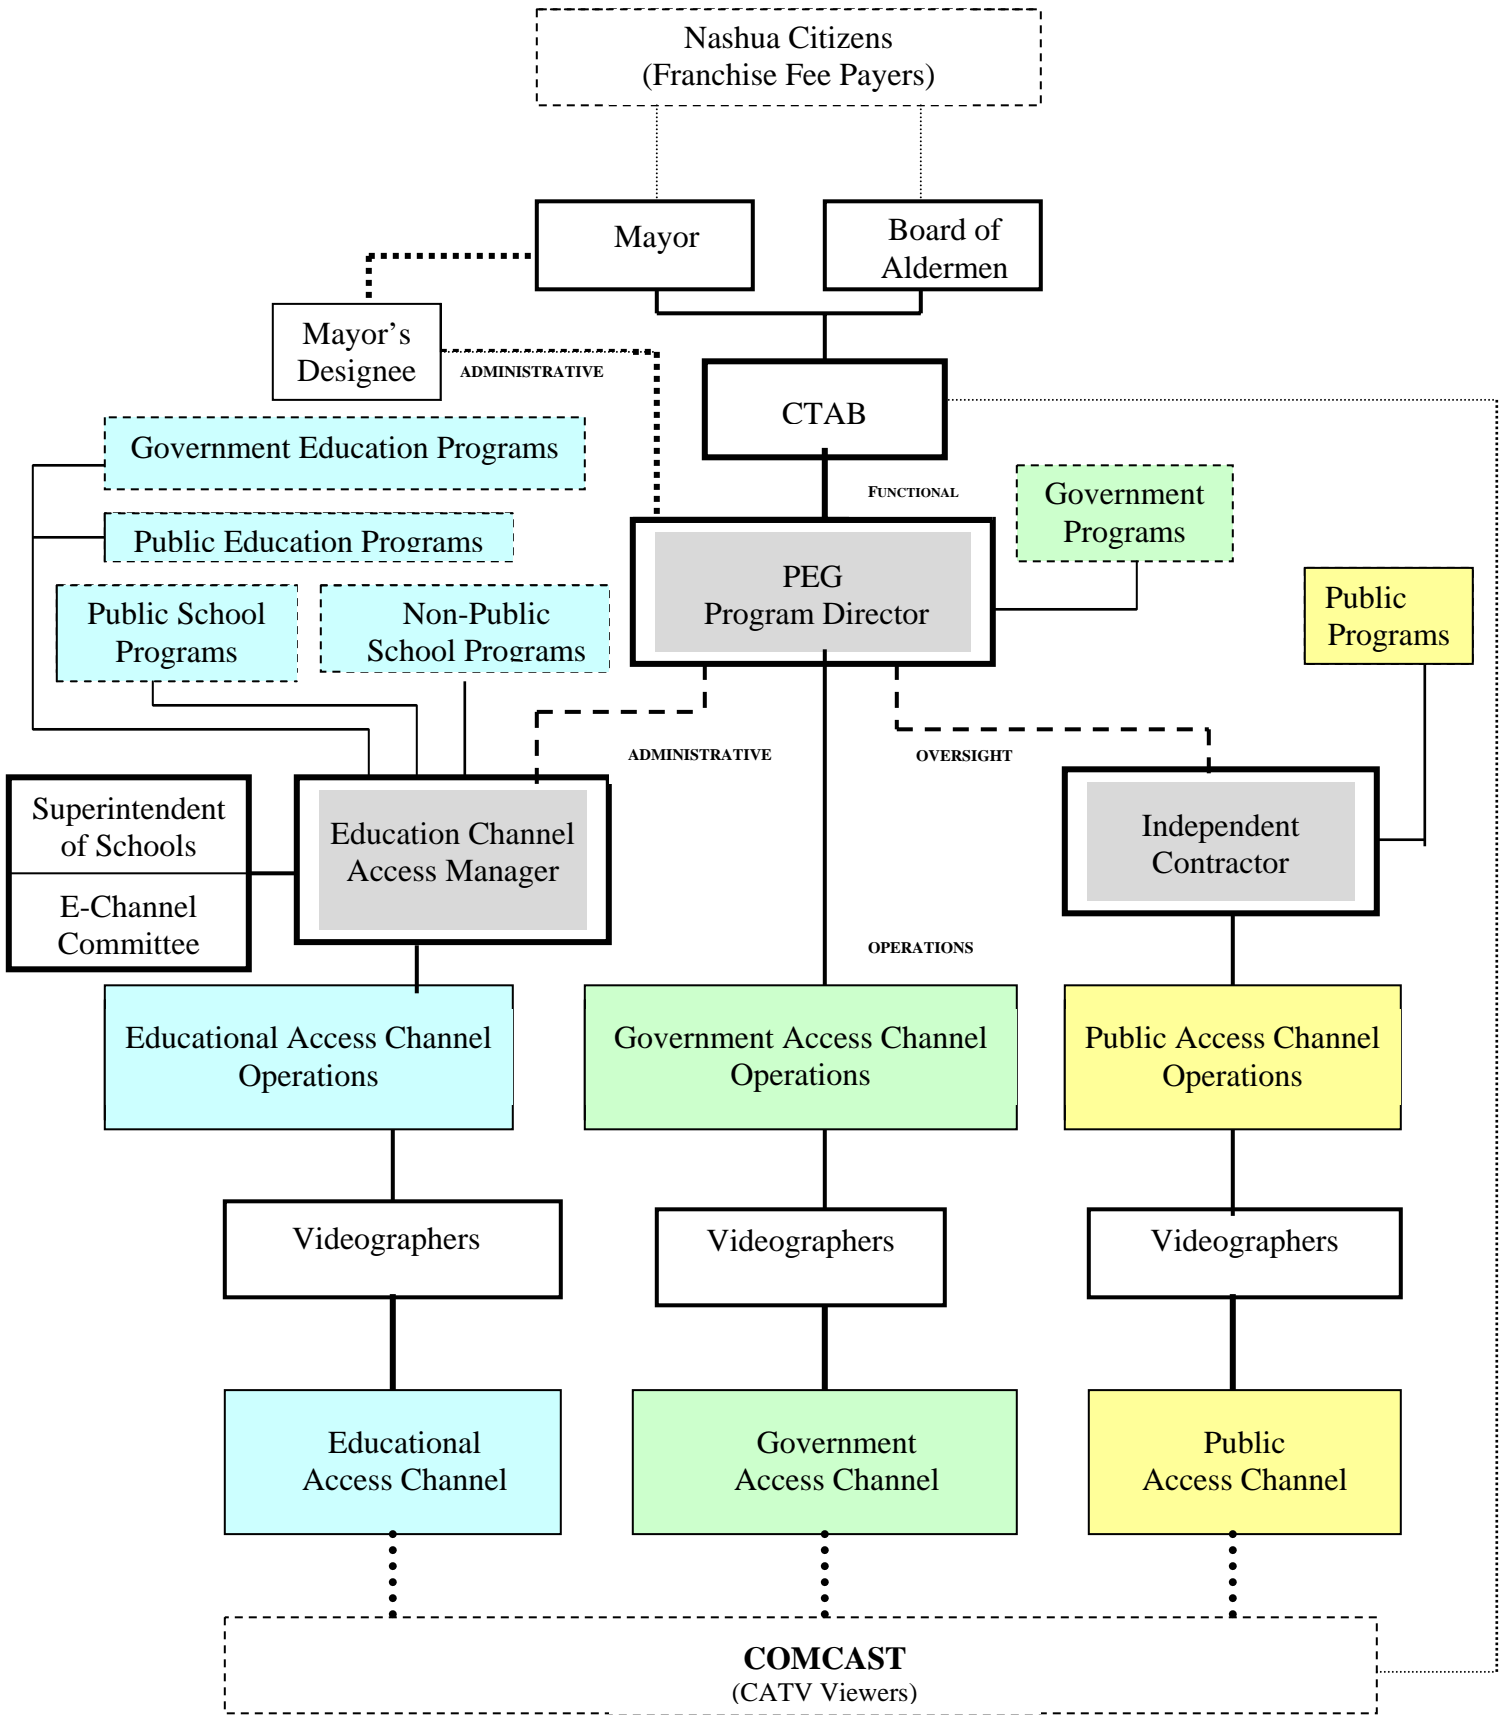 Nashua Citizens
(Franchise Fee Payers)
Mayor
Board of
Aldermen
Mayor's
Designee
ADMINISTRATIVE
CTAB
Government Education Programs
FUNCTIONAL
Government
Programs
Public Education Programs
PEG
Program Director
Public School
Programs
Non-Public
School Programs
Public
Programs
ADMINISTRATIVE
OVERSIGHT
Superintendent
of Schools
E-Channel
Committee
Education Channel
Access Manager
Independent
Contractor
OPERATIONS
Educational Access Channel
Operations
Government Access Channel
Operations
Public Access Channel
Operations
Videographers
Videographers
Videographers
Educational
Access Channel
Government
Access Channel
Public
Access Channel
COMCAST
(CATV Viewers)